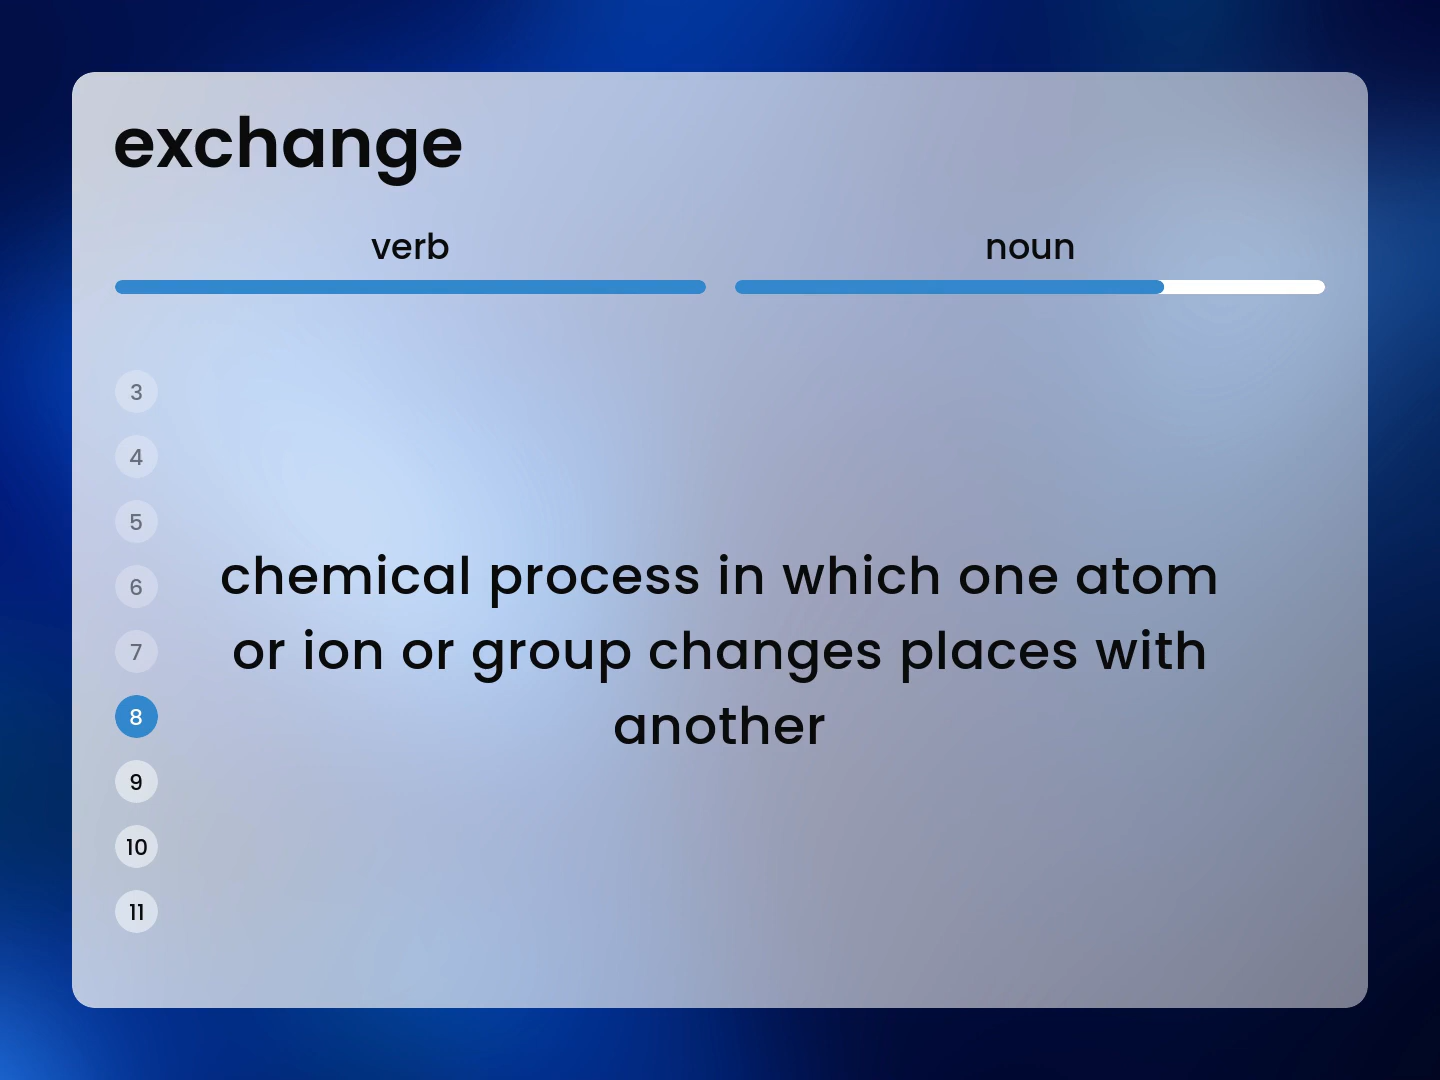 exchange
verb
noun
3
4
5
6
7
8
9
10
11
chemical process in which one atom
or ion or group changes places with
another